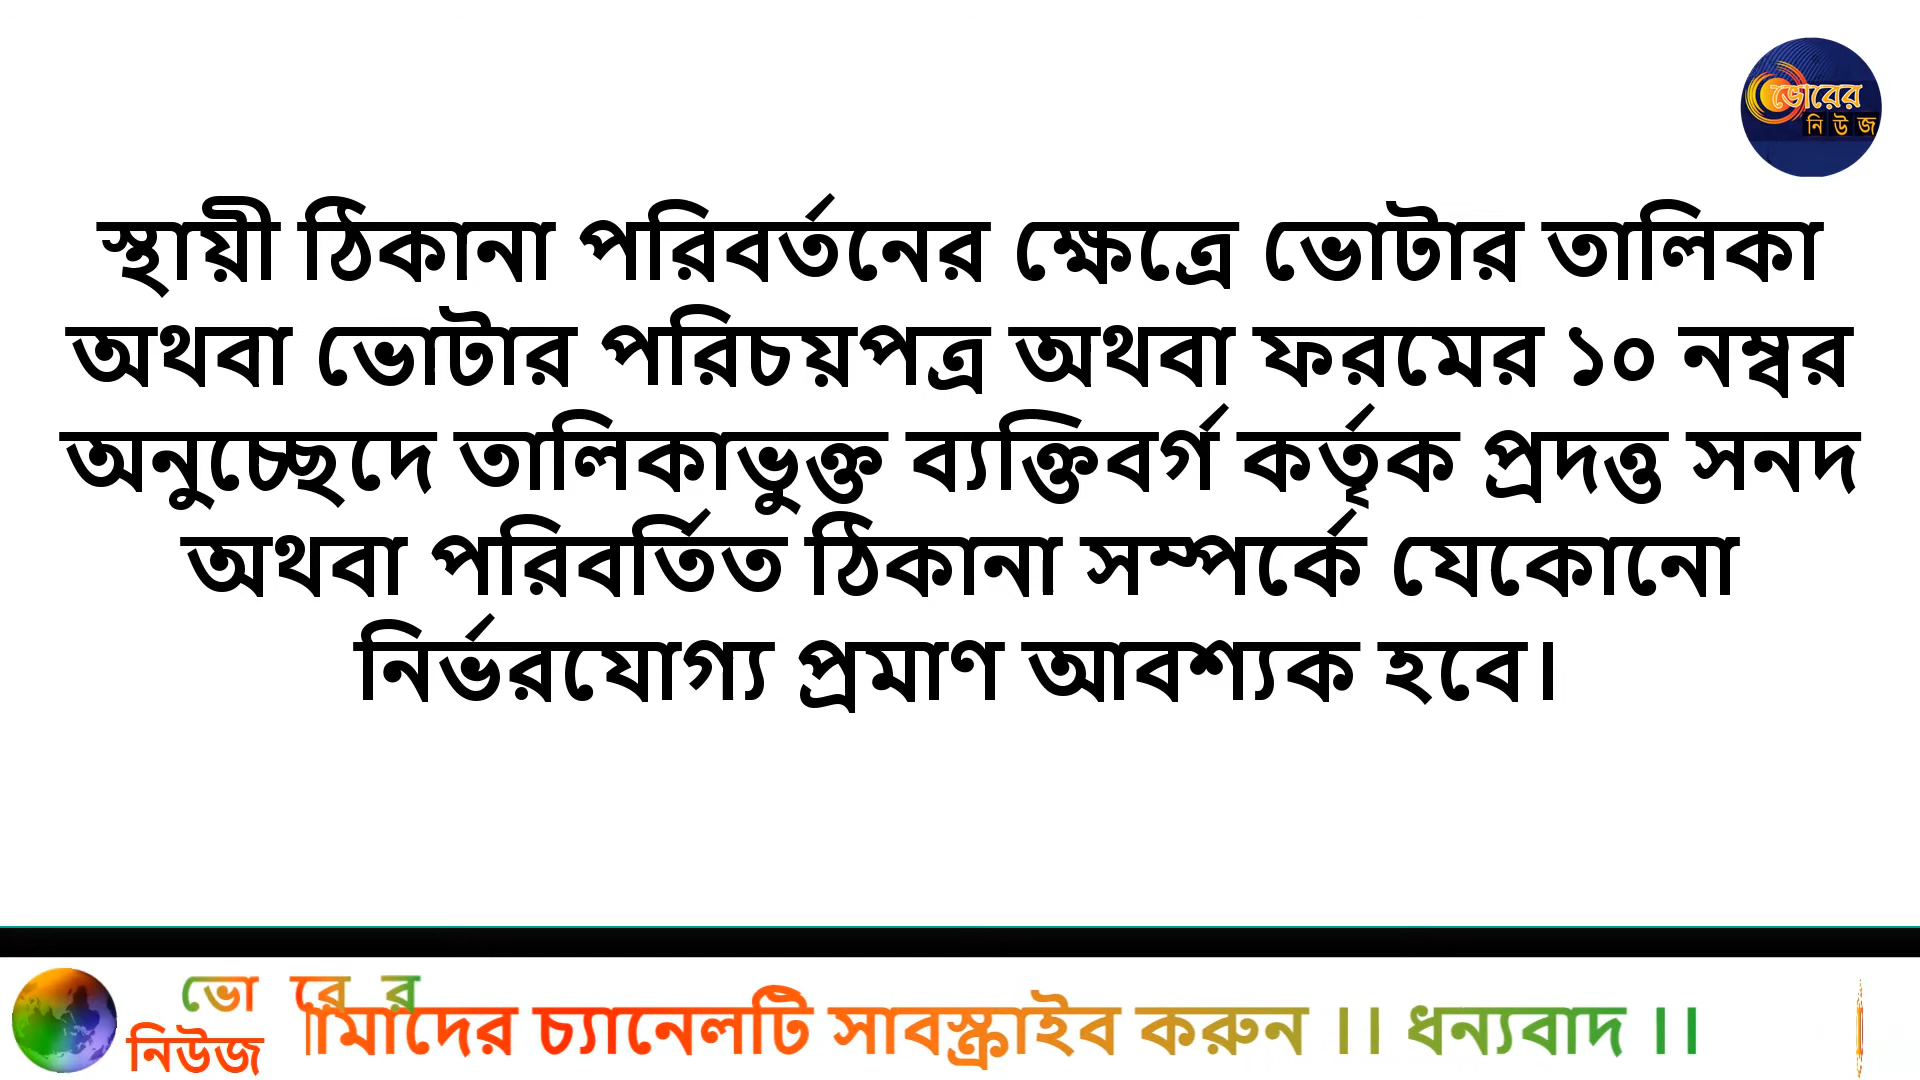 ভোরের
নিউজ
স্থায়ী ঠিকানা পরিবর্তনের ক্ষেত্রে ভোটার তালিকা
অথবা ভোটার পরিচয়পত্র অথবা ফরমের ১০ নম্বর
অনুচ্ছেদে তালিকাভুক্ত ব্যক্তিবর্গ কর্তৃক প্রদত্ত সনদ
অথবা পরিবর্তিত ঠিকানা সম্পর্কে যেকোনো
নির্ভরযোগ্য প্রমাণ আবশ্যক হবে।
ভোরের
নিউজ
চ্যানেলটি সাবস্ক্রাইব করুন ।। ধন্যবাদ ।।